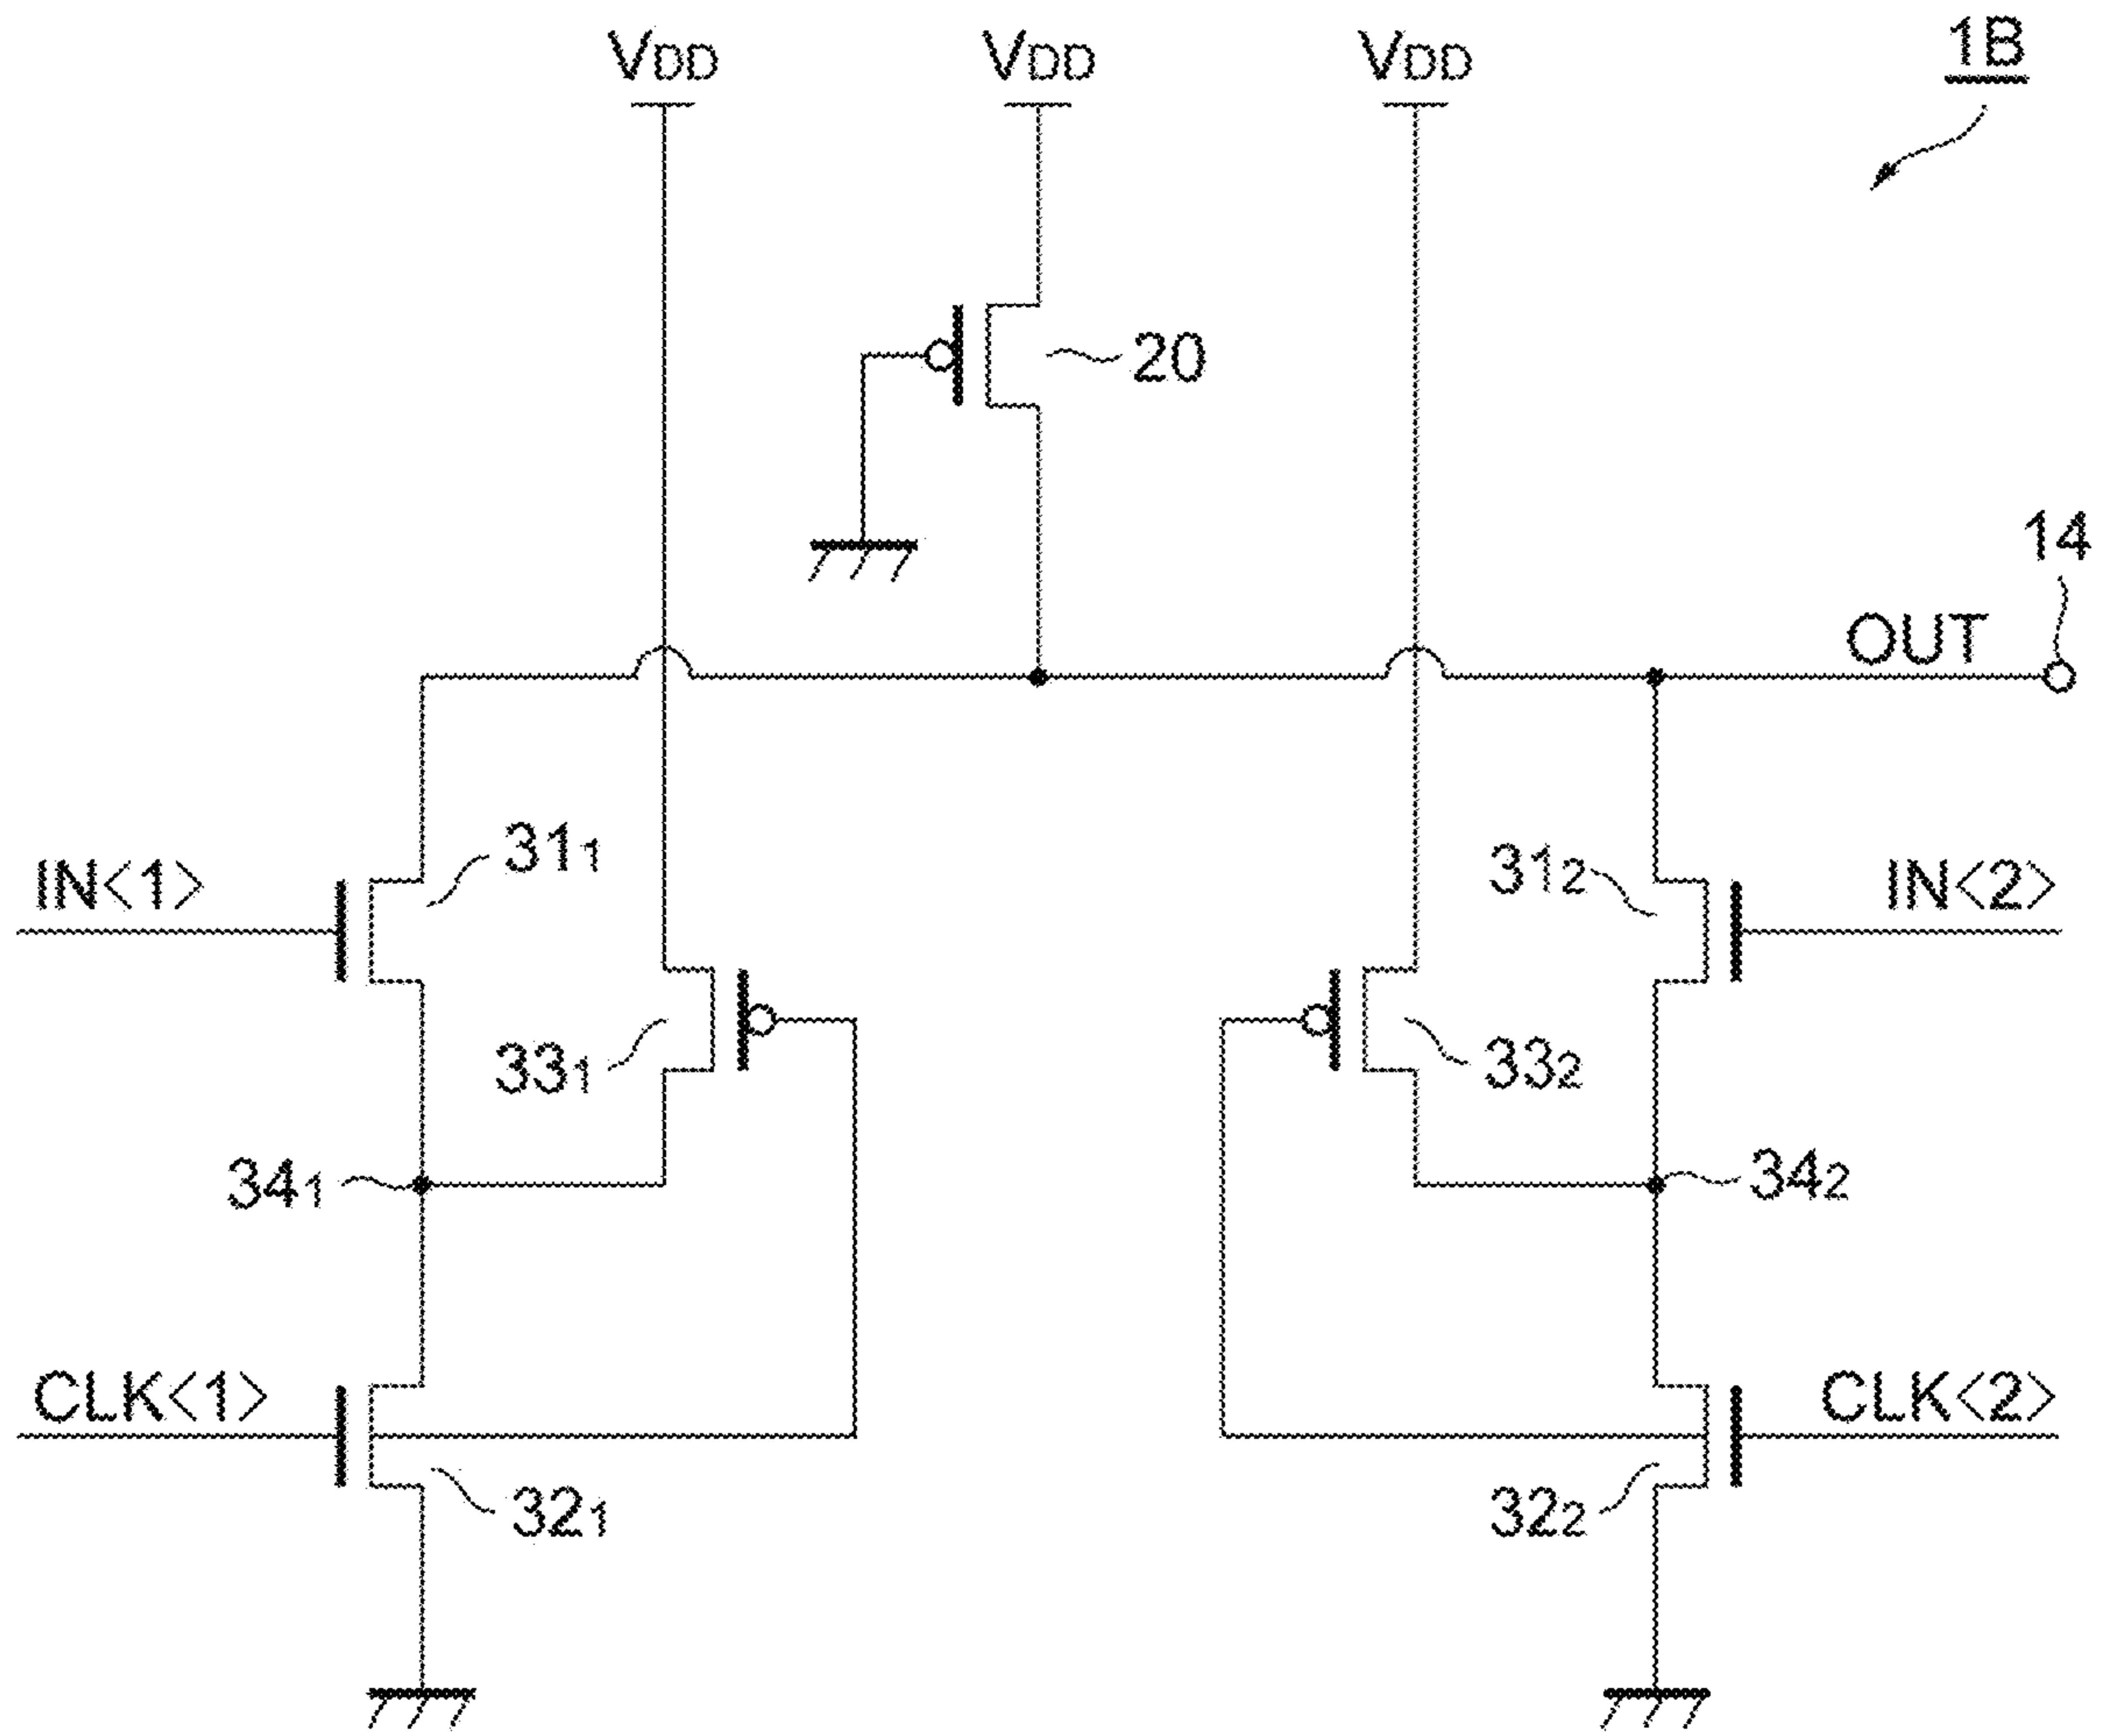 VDD VDD VDD 1B
20
14
OUT
IN<1> 31₁ 31₂ IN<2>
33₁ 33₂
34₁ 34₂
CLK<1> CLK<2>
32₁ 32₂